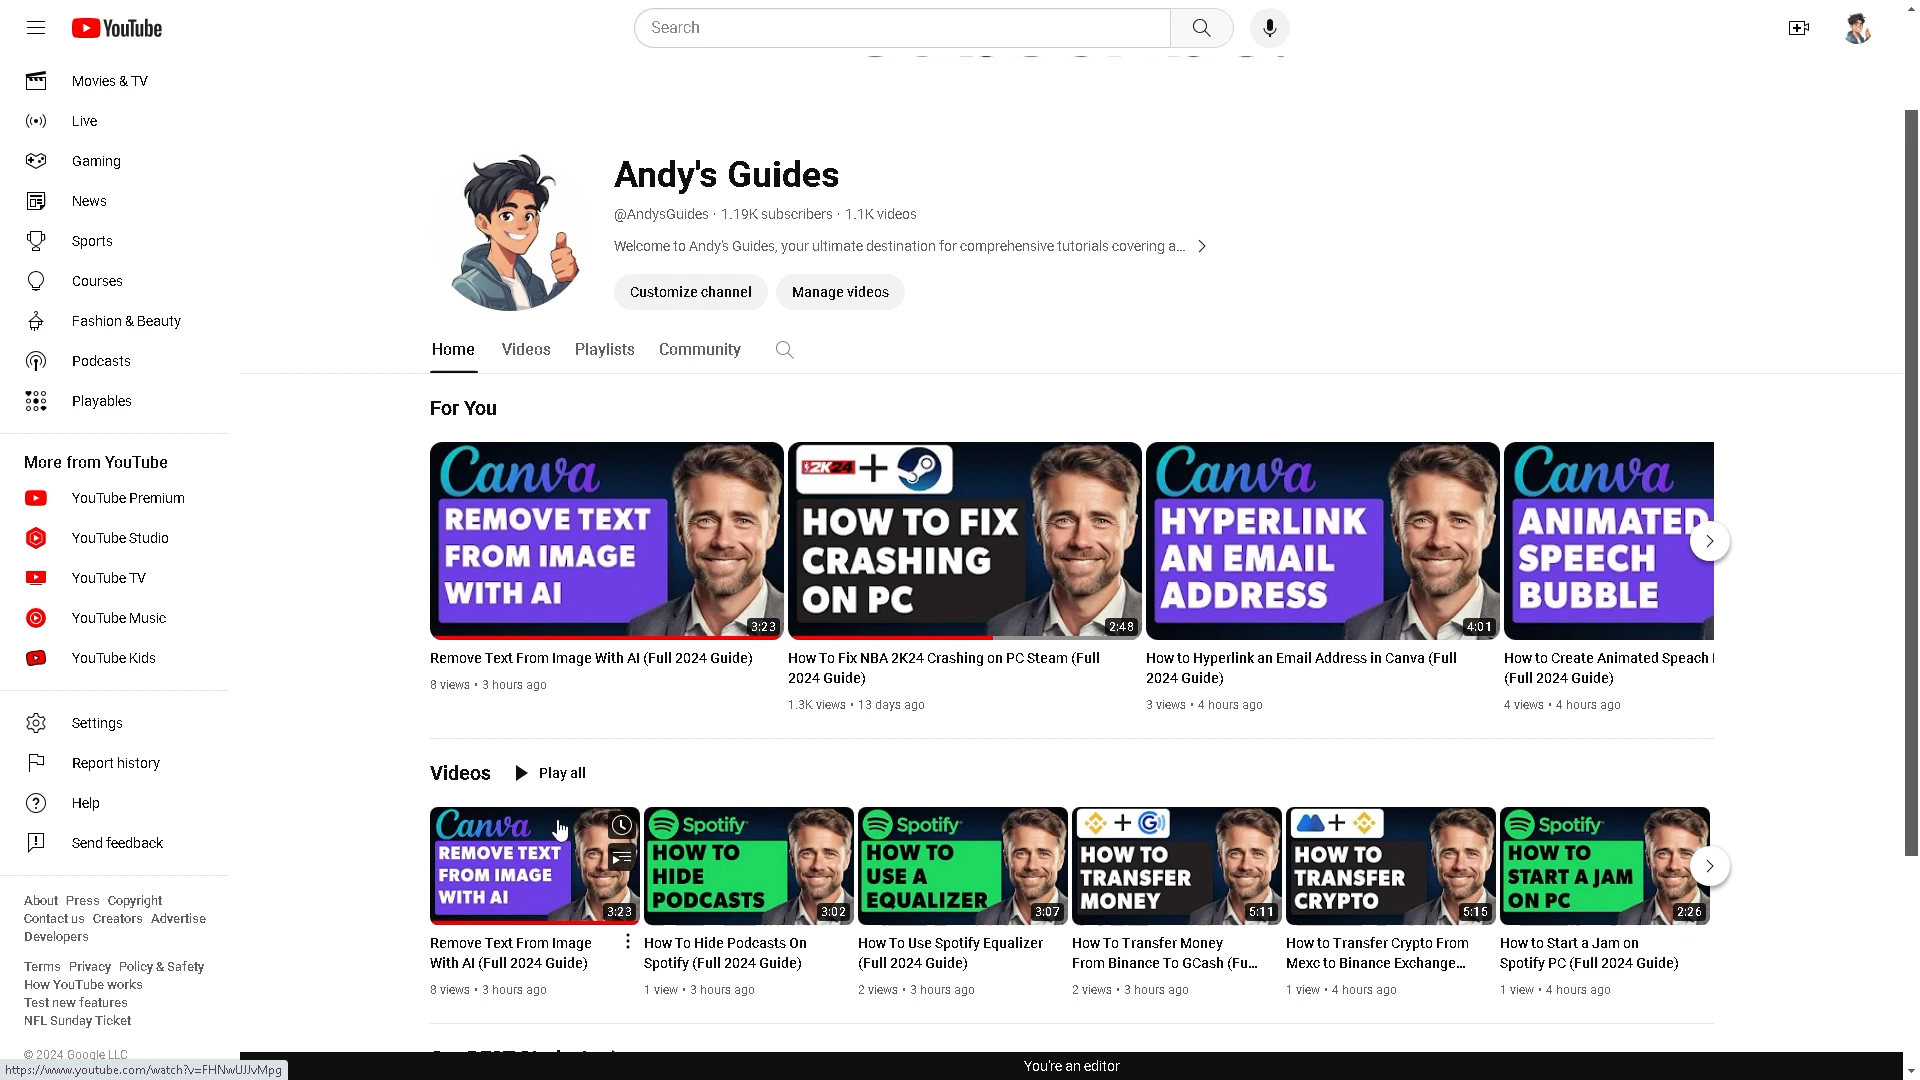 YouTube
Search
Movies & TV
Live
Gaming
News
Sports
Courses
Fashion & Beauty
Podcasts
Playables
More from YouTube
YouTube Premium
YouTube Studio
YouTube TV
YouTube Music
YouTube Kids
Settings
Report history
Help
Send feedback
About Press Copyright
Contact us Creators Advertise
Developers
Terms Privacy Policy & Safety
How YouTube works
Test new features
NFL Sunday Ticket
© 2024 Google LLC
https://www.youtube.com/watch?v=FHNwUJJvMpg
Andy's Guides
@AndysGuides · 1.19K subscribers · 1.1K videos
Welcome to Andy's Guides, your ultimate destination for comprehensive tutorials covering a...
Customize channel
Manage videos
Home Videos Playlists Community
For You
Canva
REMOVE TEXT
FROM IMAGE
WITH AI
3:23
Remove Text From Image With AI (Full 2024 Guide)
8 views • 3 hours ago
2K24 +
HOW TO FIX
CRASHING
ON PC
2:48
How To Fix NBA 2K24 Crashing on PC Steam (Full
2024 Guide)
1.3K views • 13 days ago
Canva
HYPERLINK
AN EMAIL
ADDRESS
4:01
How to Hyperlink an Email Address in Canva (Full
2024 Guide)
3 views • 4 hours ago
Canva
ANIMATED
SPEECH
BUBBLE
How to Create Animated Speach
(Full 2024 Guide)
4 views • 4 hours ago
Videos
Play all
Canva
REMOVE TEXT
FROM IMAGE
WITH AI
3:23
Remove Text From Image
With AI (Full 2024 Guide)
8 views • 3 hours ago
Spotify
HOW TO
HIDE
PODCASTS
3:02
How To Hide Podcasts On
Spotify (Full 2024 Guide)
1 view • 3 hours ago
Spotify
HOW TO
USE A
EQUALIZER
3:07
How To Use Spotify Equalizer
(Full 2024 Guide)
2 views • 3 hours ago
+
HOW TO
TRANSFER
MONEY
5:11
How To Transfer Money
From Binance To GCash (Fu...
2 views • 3 hours ago
+
HOW TO
TRANSFER
CRYPTO
5:15
How to Transfer Crypto From
Mexc to Binance Exchange...
1 view • 4 hours ago
Spotify
HOW TO
START A JAM
ON PC
2:26
How to Start a Jam on
Spotify PC (Full 2024 Guide)
1 view • 4 hours ago
You're an editor